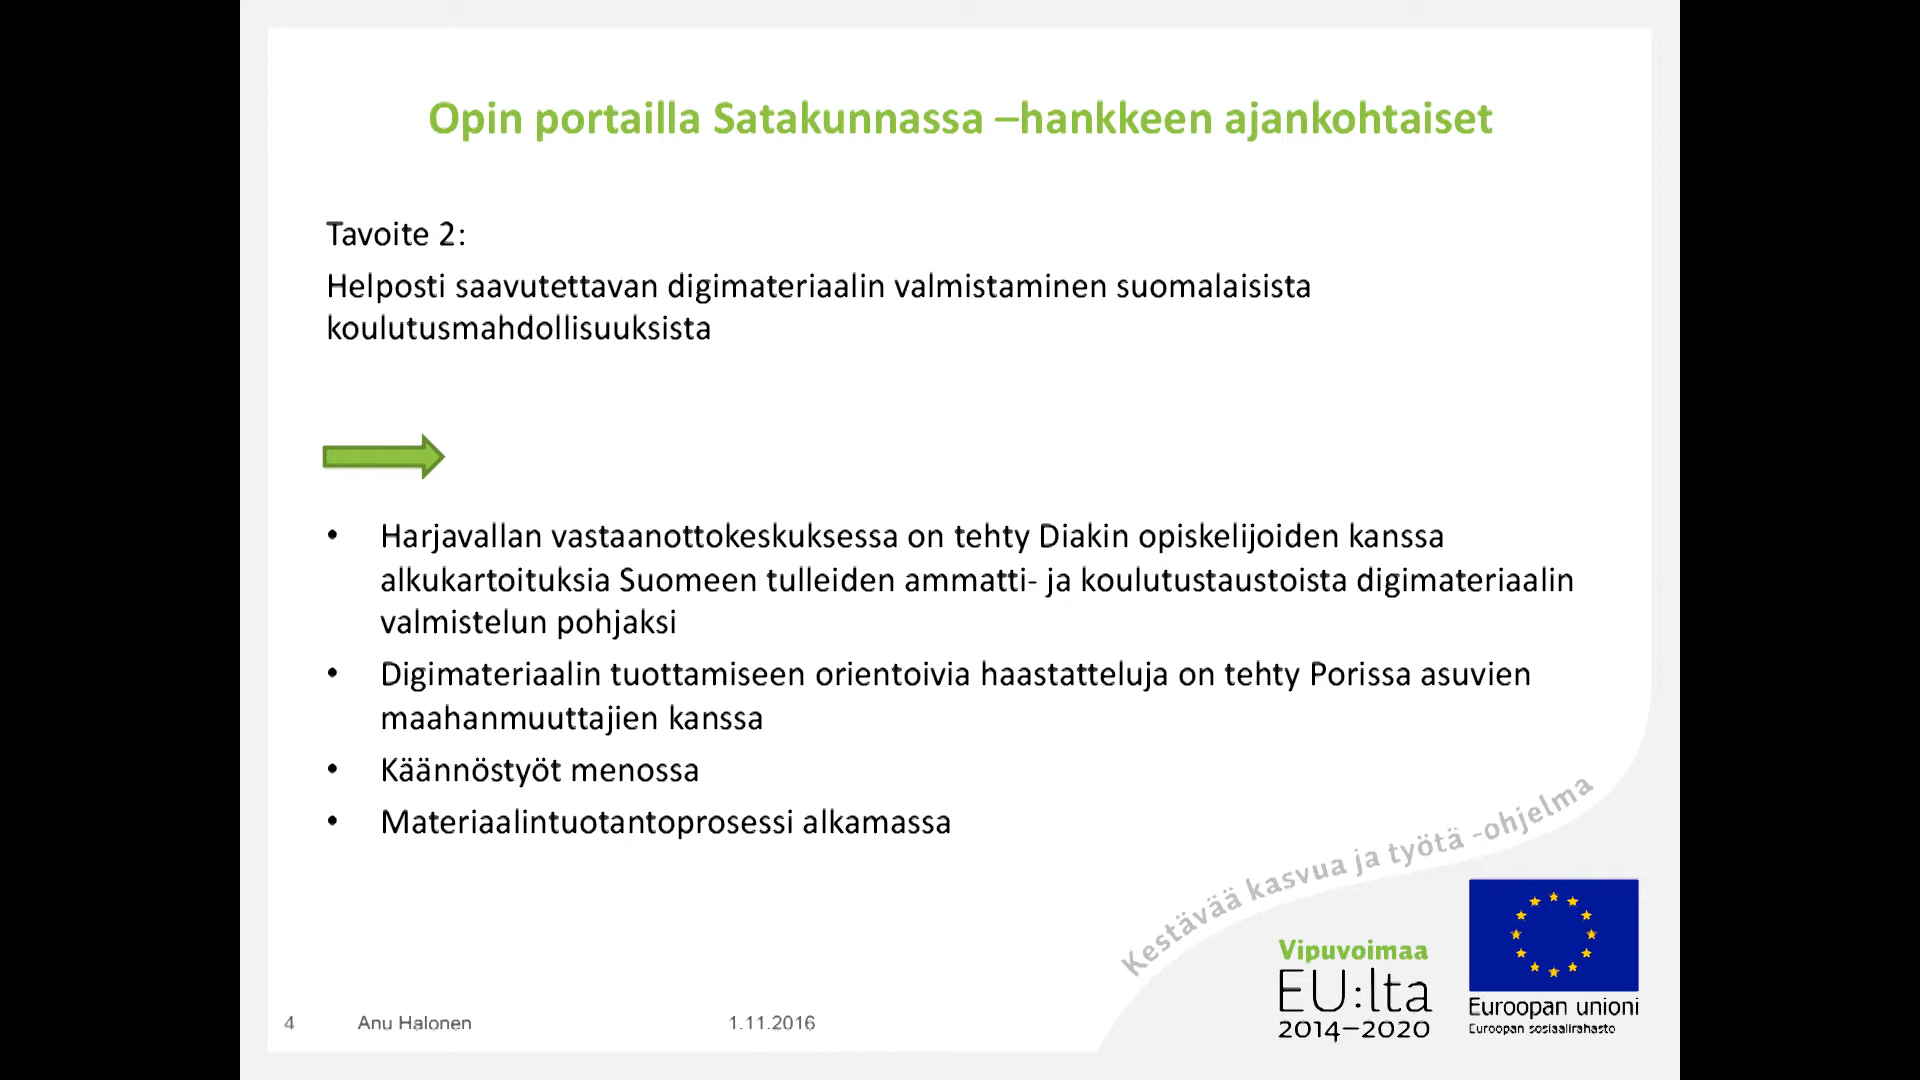 Opin portailla Satakunnassa –hankkeen ajankohtaiset
Tavoite 2:
Helposti saavutettavan digimateriaalin valmistaminen suomalaisista
koulutusmahdollisuuksista
• Harjavallan vastaanottokeskuksessa on tehty Diakin opiskelijoiden kanssa
alkukartoituksia Suomeen tulleiden ammatti- ja koulutustaustoista digimateriaalin
valmistelun pohjaksi
• Digimateriaalin tuottamiseen orientoivia haastatteluja on tehty Porissa asuvien
maahanmuuttajien kanssa
• Käännöstyöt menossa
• Materiaalintuotantoprosessi alkamassa
Kestävää kasvua ja työtä -ohjelma
Vipuvoimaa
EU:lta
2014–2020
Euroopan unioni
Euroopan sosiaalirahasto
4 Anu Halonen 1.11.2016